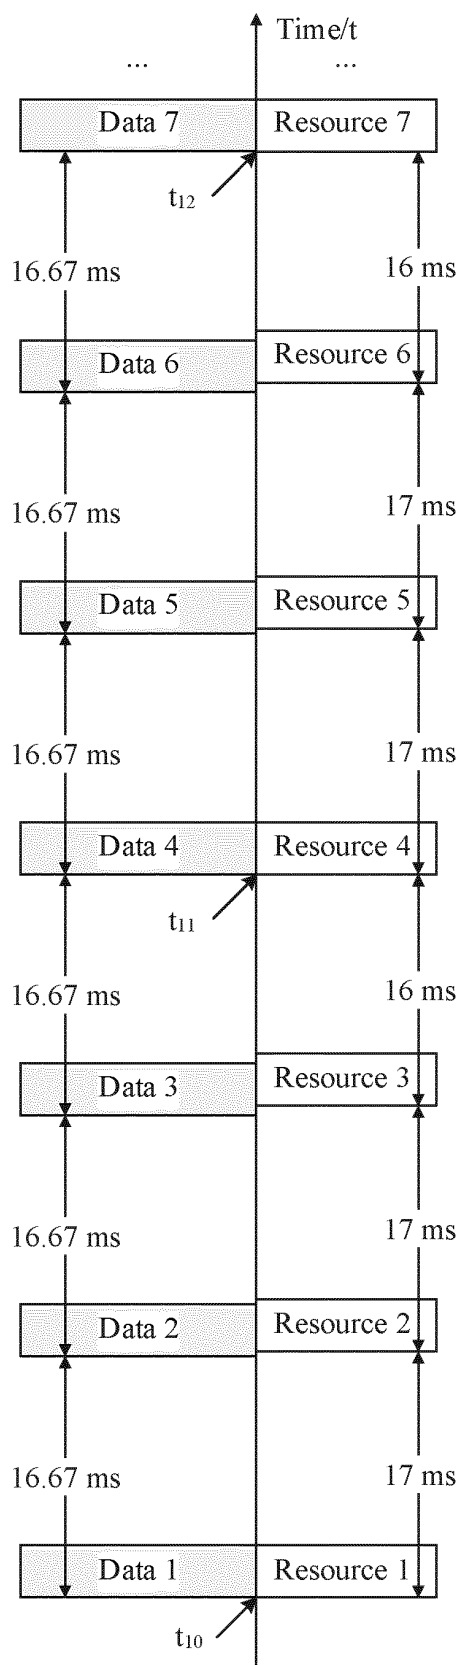 Time/t
... ...
Data 7 Resource 7
t12
16.67 ms 16 ms
Data 6 Resource 6
16.67 ms 17 ms
Data 5 Resource 5
16.67 ms 17 ms
Data 4 Resource 4
t11
16.67 ms 16 ms
Data 3 Resource 3
16.67 ms 17 ms
Data 2 Resource 2
16.67 ms 17 ms
Data 1 Resource 1
t10